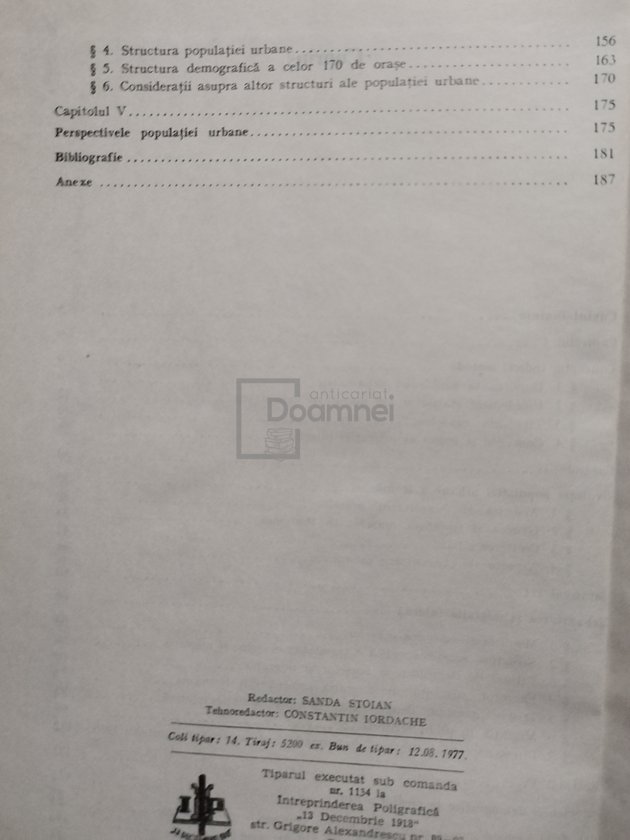 § 4. Structura populației urbane . . . . . . . . . . 156
§ 5. Structura demografică a celor 170 de orașe . . . . . . . . . . 163
§ 6. Considerații asupra altor structuri ale populației urbane . . . . . . . . . . 170
Capitolul V . . . . . . . . . . 175
Perspectivele populației urbane . . . . . . . . . . 175
Bibliografie . . . . . . . . . . 181
Anexe . . . . . . . . . . 187
anticariat
Doamnei
Redactor: SANDA STOIAN
Tehnoredactor: CONSTANTIN IORDACHE
Coli tipar: 14. Tiraj: 5200 ex. Bun de tipar: 12.08.1977.
Tiparul executat sub comanda
nr. 1134 la
Intreprinderea Poligrafică
„13 Decembrie 1918"
str. Grigore Alexandrescu nr.